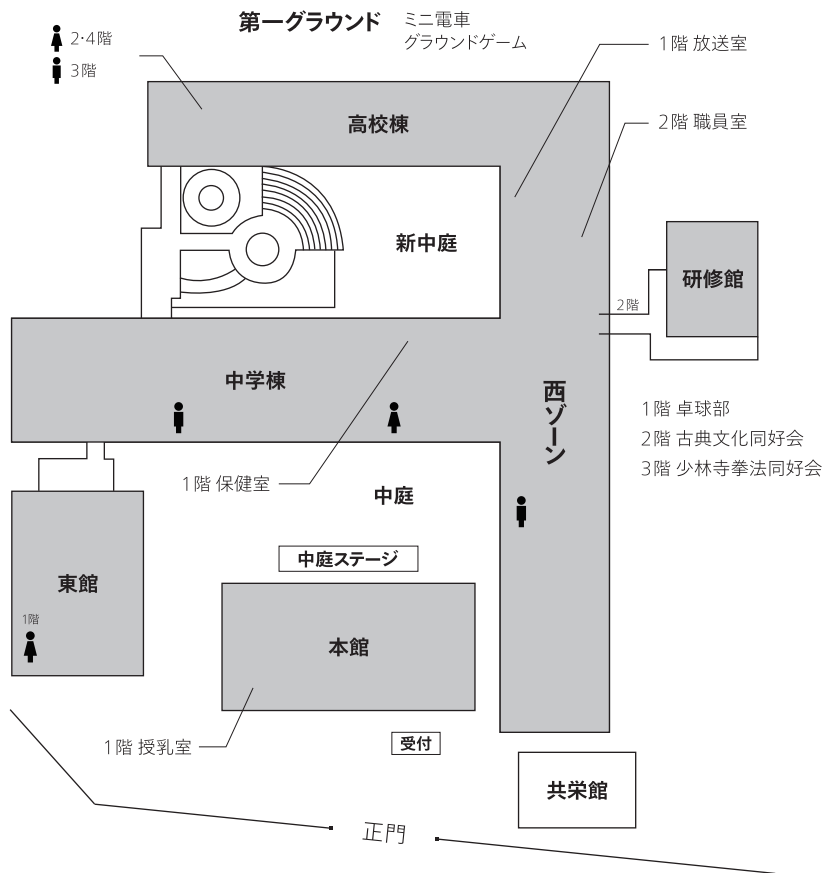 第一グラウンド
ミニ電車
グラウンドゲーム
2・4階
3階
1階 放送室
高校棟
2階 職員室
新中庭
研修館
2階
中学棟
西ゾーン
1階 卓球部
2階 古典文化同好会
3階 少林寺拳法同好会
1階 保健室
中庭
中庭ステージ
東館
1階
本館
1階 授乳室
受付
共栄館
正門